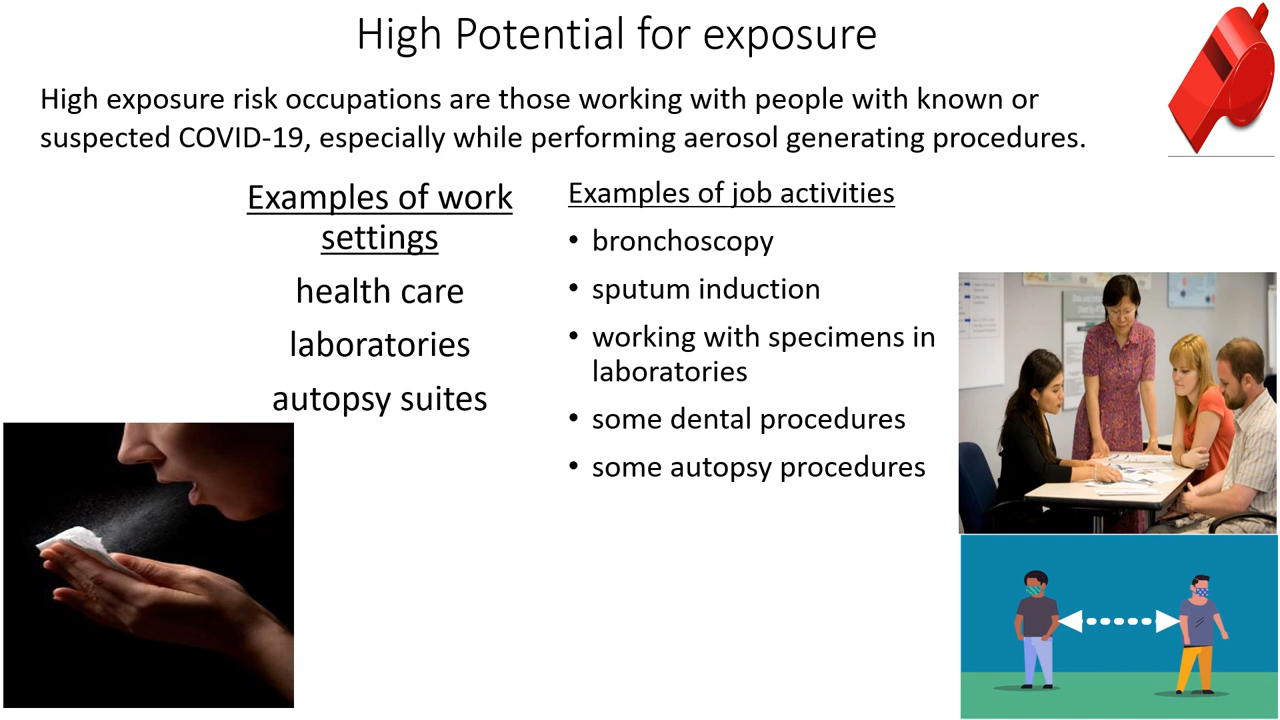 High Potential for exposure
High exposure risk occupations are those working with people with known or
suspected COVID-19, especially while performing aerosol generating procedures.
Examples of work
settings
health care
laboratories
autopsy suites
Examples of job activities
• bronchoscopy
• sputum induction
• working with specimens in
laboratories
• some dental procedures
• some autopsy procedures